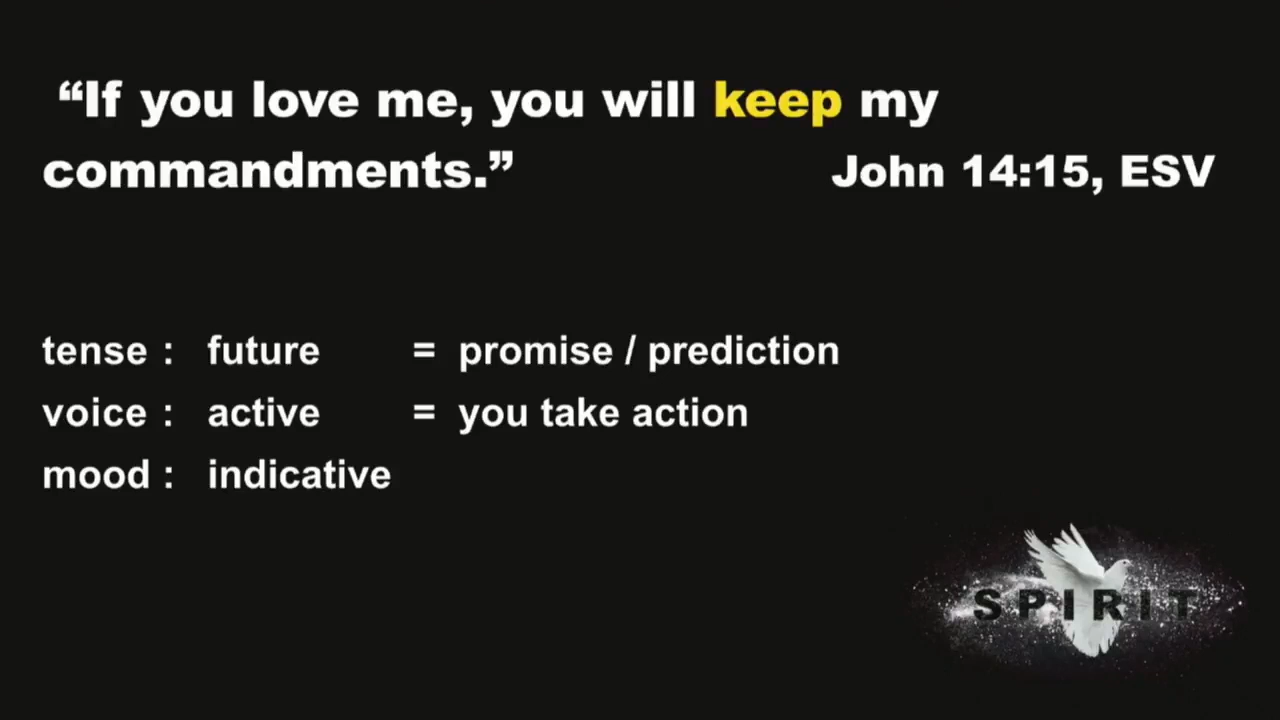 “If you love me, you will keep my
commandments.” John 14:15, ESV
tense : future = promise / prediction
voice : active = you take action
mood : indicative
SPIRIT